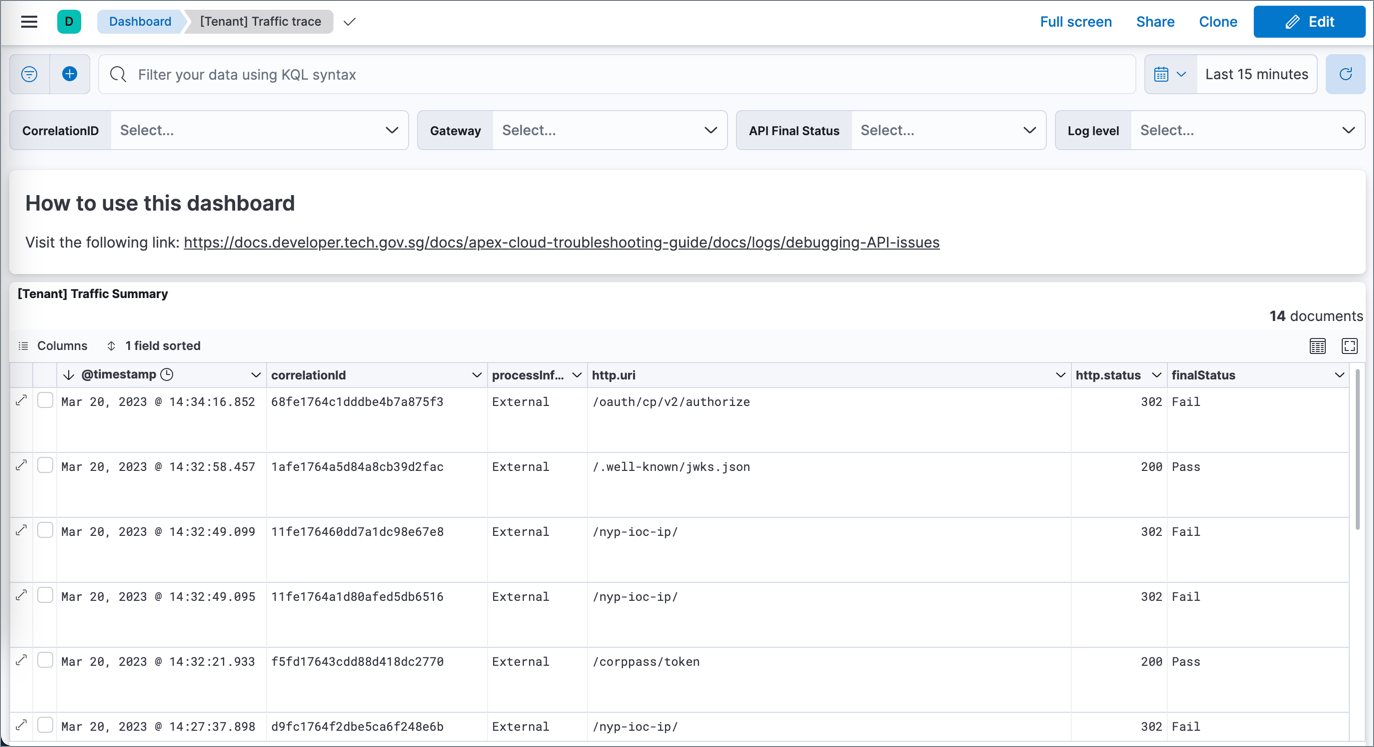 D Dashboard [Tenant] Traffic trace Full screen Share Clone Edit
Filter your data using KQL syntax Last 15 minutes
CorrelationID Select... Gateway Select... API Final Status Select... Log level Select...
How to use this dashboard
Visit the following link: https://docs.developer.tech.gov.sg/docs/apex-cloud-troubleshooting-guide/docs/logs/debugging-API-issues
[Tenant] Traffic Summary
14 documents
Columns 1 field sorted
@timestamp correlationId processInf... http.uri http.status finalStatus
Mar 20, 2023 @ 14:34:16.852 68fe1764c1dddbe4b7a875f3 External /oauth/cp/v2/authorize 302 Fail
Mar 20, 2023 @ 14:32:58.457 1afe1764a5d84a8cb39d2fac External /.well-known/jwks.json 200 Pass
Mar 20, 2023 @ 14:32:49.099 11fe176460dd7a1dc98e67e8 External /nyp-ioc-ip/ 302 Fail
Mar 20, 2023 @ 14:32:49.095 11fe1764a1d80afed5db6516 External /nyp-ioc-ip/ 302 Fail
Mar 20, 2023 @ 14:32:21.933 f5fd17643cdd88d418dc2770 External /corppass/token 200 Pass
Mar 20, 2023 @ 14:27:37.898 d9fc1764f2dbe5ca6f248e6b External /nyp-ioc-ip/ 302 Fail